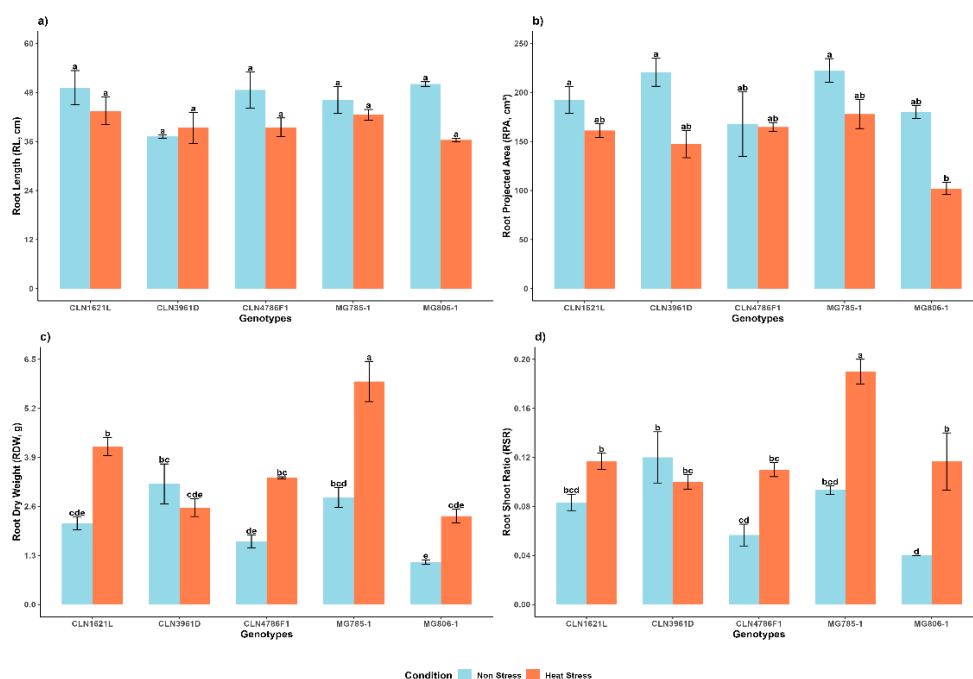 a)
60
48
36
24
12
0
Root Length (RL, cm)
a a a a a a a a a a
CLN1621L CLN3961D CLN4786F1 MG785-1 MG806-1
Genotypes
b)
250
200
150
100
50
0
Root Projected Area (RPA, cm²)
a ab a ab ab ab a ab a b
CLN1621L CLN3961D CLN4786F1 MG785-1 MG806-1
Genotypes
c)
6.5
5.2
3.9
2.6
1.3
0.0
Root Dry Weight (RDW, g)
cde b bc cde de bc bcd a e cde
CLN1621L CLN3961D CLN4786F1 MG785-1 MG806-1
Genotypes
d)
0.20
0.16
0.12
0.08
0.04
0.00
Root Shoot Ratio (RSR)
bcd b b bc cd bc bcd a d b
CLN1621L CLN3961D CLN4786F1 MG785-1 MG806-1
Genotypes
Condition Non Stress Heat Stress